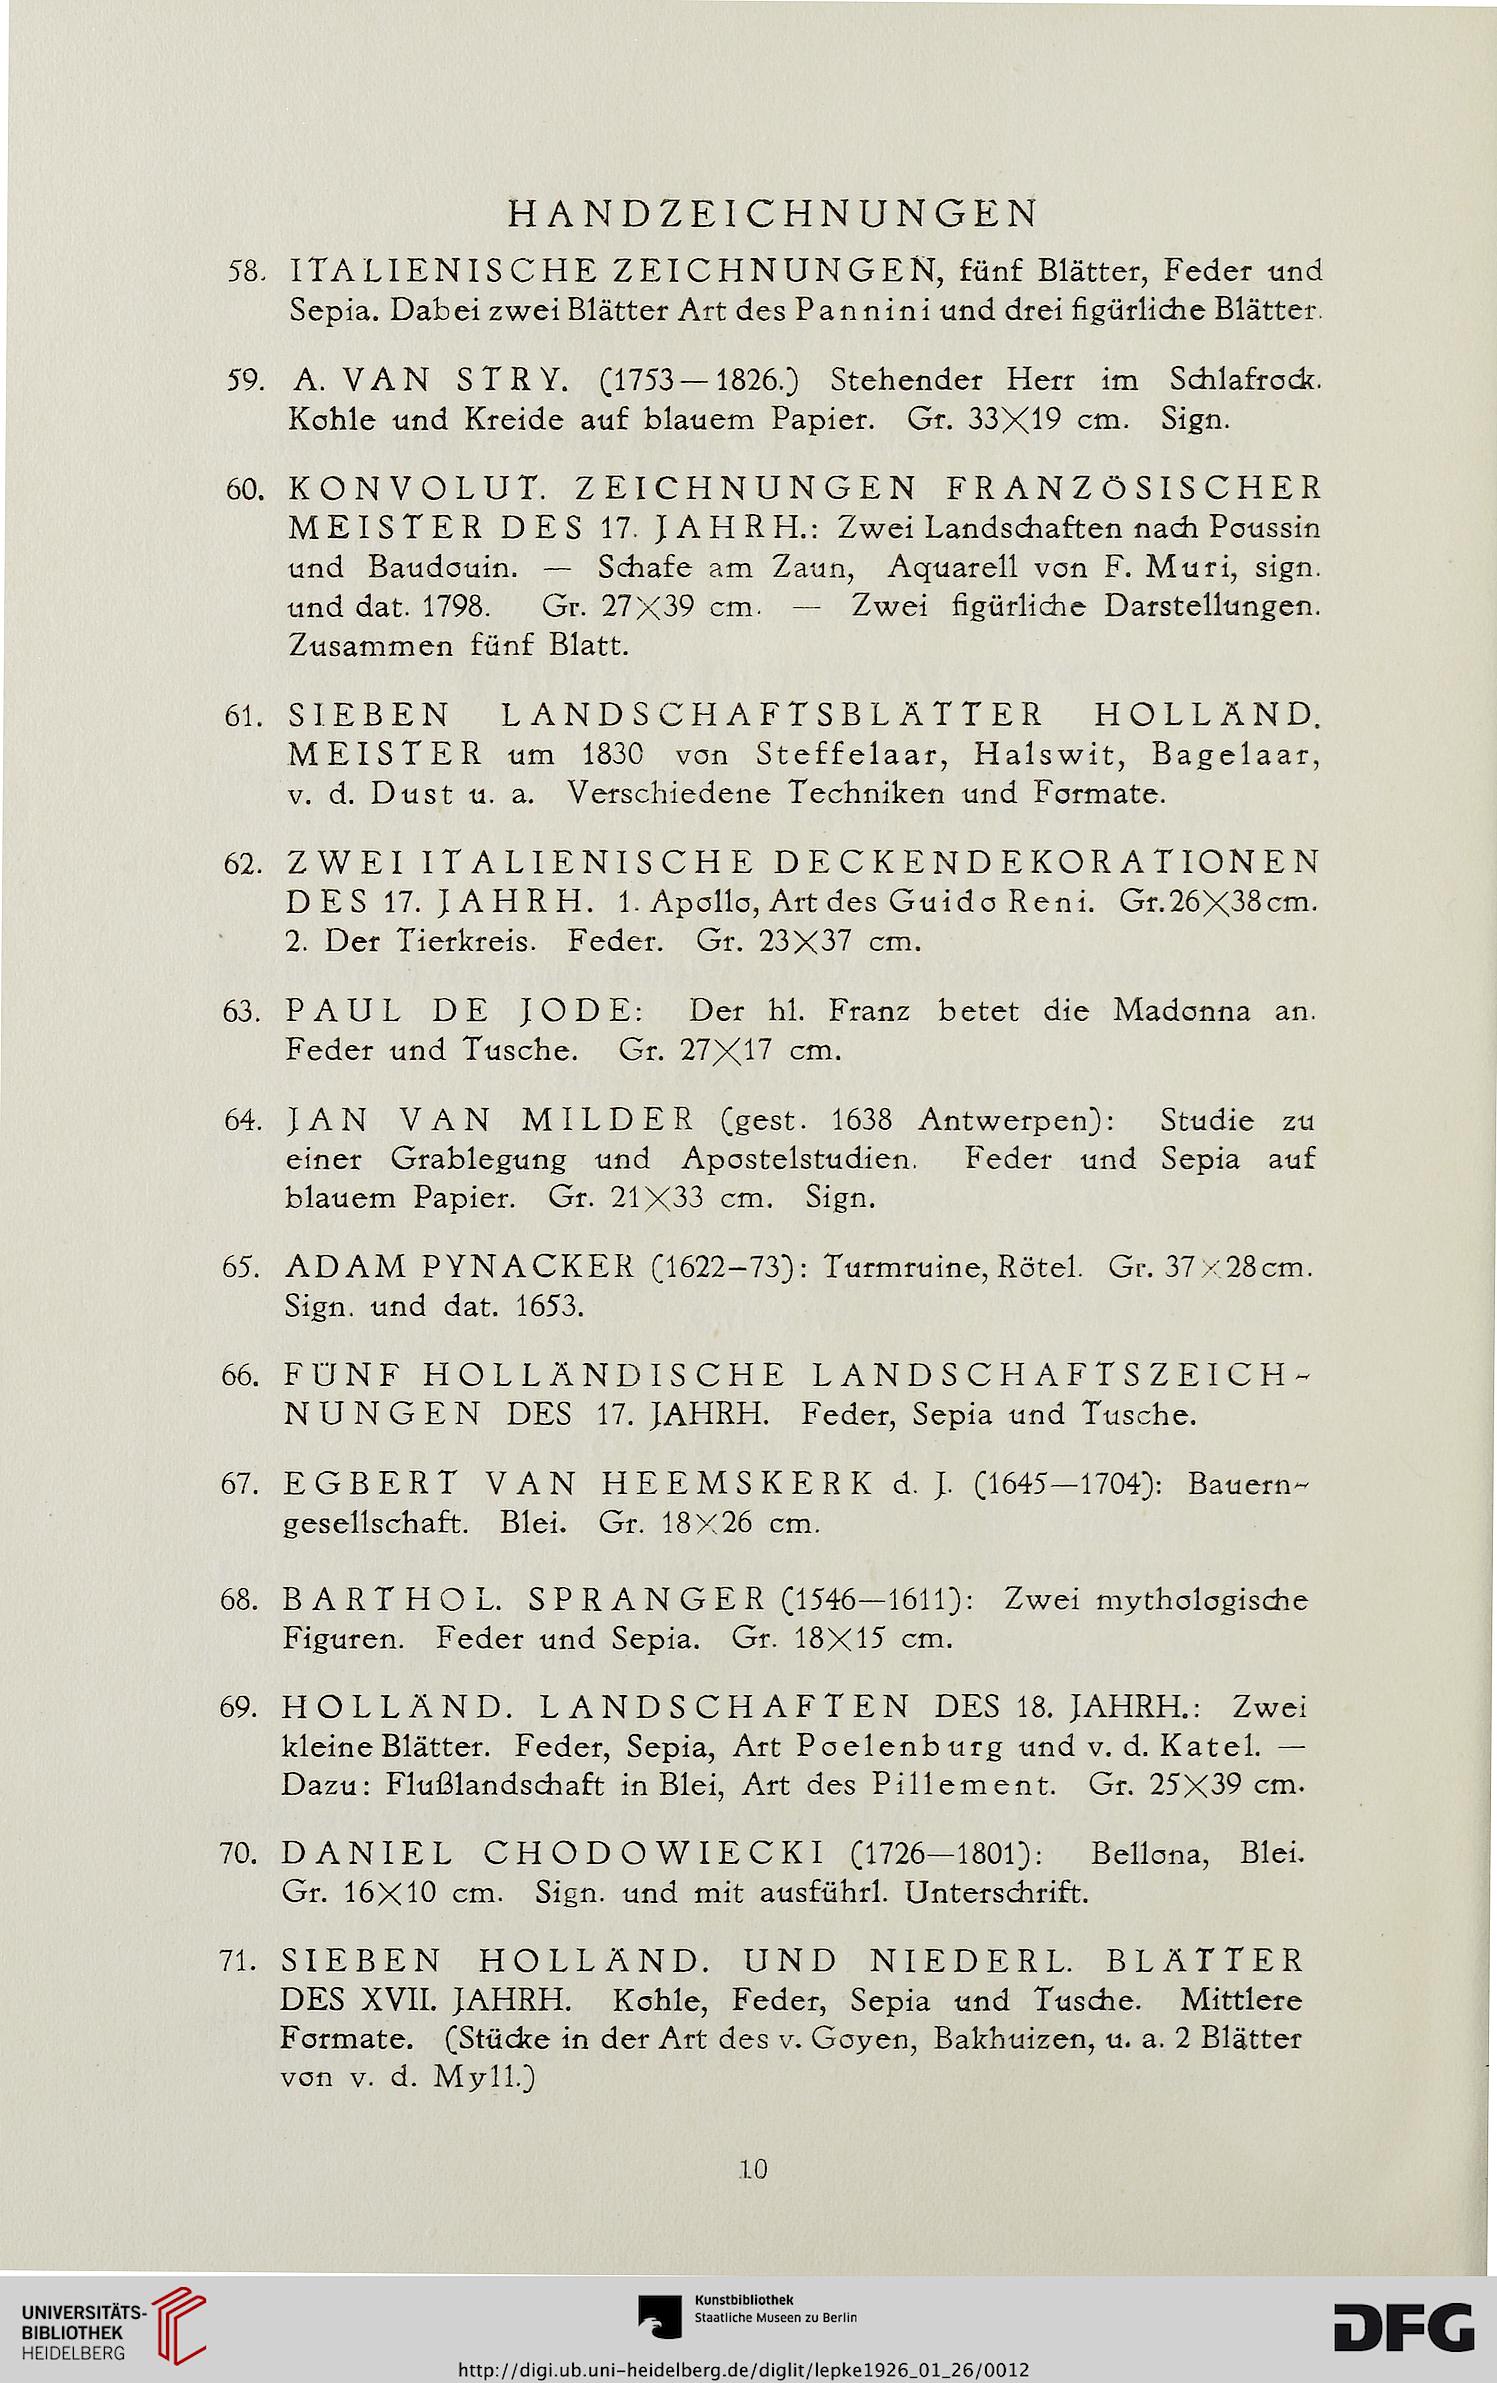 HANDZEICHNUNGEN
58. ITALIENISCHE ZEICHNUNGEN, fünf Blätter, Feder und
Sepia. Dabei zwei Blätter Art des Pannini und drei figürliche Blätter.
59. A. VAN STRY. (1753—1826.) Stehender Herr im Schlafrock.
Kohle und Kreide auf blauem Papier. Gr. 33×19 cm. Sign.
60. KONVOLUT. ZEICHNUNGEN FRANZÖSISCHER
MEISTER DES 17. JAHRH.: Zwei Landschaften nach Poussin
und Baudouin. — Schafe am Zaun, Aquarell von F. Muri, sign.
und dat. 1798. Gr. 27×39 cm. — Zwei figürliche Darstellungen.
Zusammen fünf Blatt.
61. SIEBEN LANDSCHAFTSBLÄTTER HOLLÄND.
MEISTER um 1830 von Steffelaar, Halswit, Bagelaar,
v. d. Dust u. a. Verschiedene Techniken und Formate.
62. ZWEI ITALIENISCHE DECKENDEKORATIONEN
DES 17. JAHRH. 1. Apollo, Art des Guido Reni. Gr. 26×38 cm.
2. Der Tierkreis. Feder. Gr. 23×37 cm.
63. PAUL DE JODE: Der hl. Franz betet die Madonna an.
Feder und Tusche. Gr. 27×17 cm.
64. JAN VAN MILDER (gest. 1638 Antwerpen): Studie zu
einer Grablegung und Apostelstudien. Feder und Sepia auf
blauem Papier. Gr. 21×33 cm. Sign.
65. ADAM PYNACKER (1622–73): Turmruine, Rötel. Gr. 37×28 cm.
Sign. und dat. 1653.
66. FÜNF HOLLÄNDISCHE LANDSCHAFTSZEICH-
NUNGEN DES 17. JAHRH. Feder, Sepia und Tusche.
67. EGBERT VAN HEEMSKERK d. J. (1645—1704): Bauern-
gesellschaft. Blei. Gr. 18×26 cm.
68. BARTHOL. SPRANGER (1546—1611): Zwei mythologische
Figuren. Feder und Sepia. Gr. 18×15 cm.
69. HOLLÄND. LANDSCHAFTEN DES 18. JAHRH.: Zwei
kleine Blätter. Feder, Sepia, Art Poelenburg und v. d. Katel. —
Dazu: Flußlandschaft in Blei, Art des Pillement. Gr. 25×39 cm.
70. DANIEL CHODOWIECKI (1726—1801): Bellona, Blei.
Gr. 16×10 cm. Sign. und mit ausführl. Unterschrift.
71. SIEBEN HOLLÄND. UND NIEDERL. BLÄTTER
DES XVII. JAHRH. Kohle, Feder, Sepia und Tusche. Mittlere
Formate. (Stücke in der Art des v. Goyen, Bakhuizen, u. a. 2 Blätter
von v. d. Myll.)
10
UNIVERSITÄTS-
BIBLIOTHEK
HEIDELBERG
Kunstbibliothek
Staatliche Museen zu Berlin
DFG
http://digi.ub.uni-heidelberg.de/diglit/lepke1926_01_26/0012